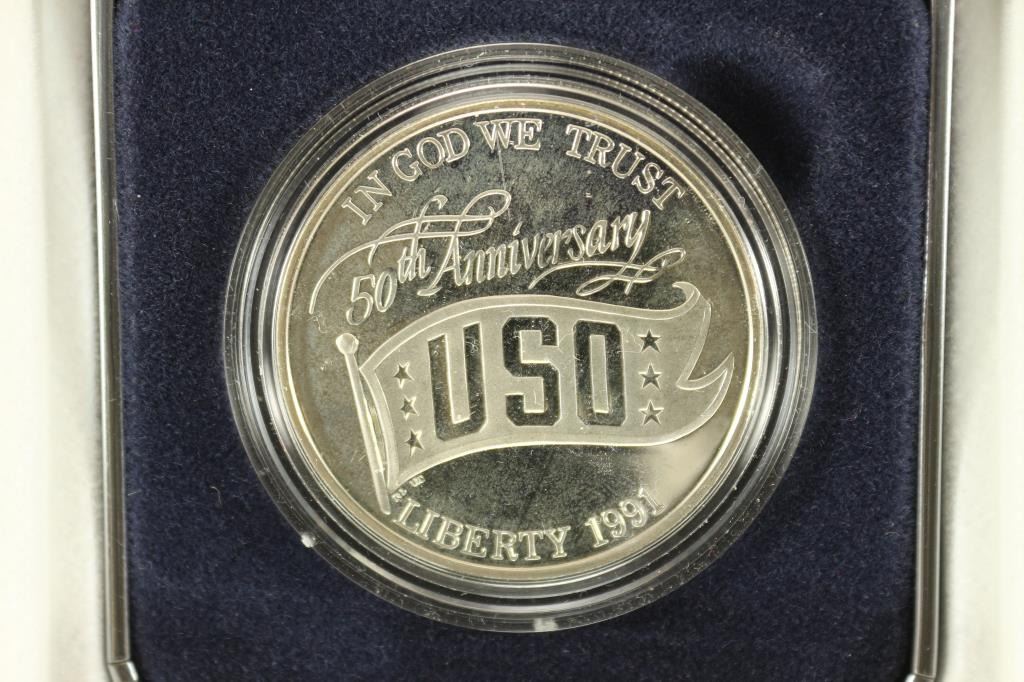 IN GOD WE TRUST
50th Anniversary
USO
LIBERTY 1991